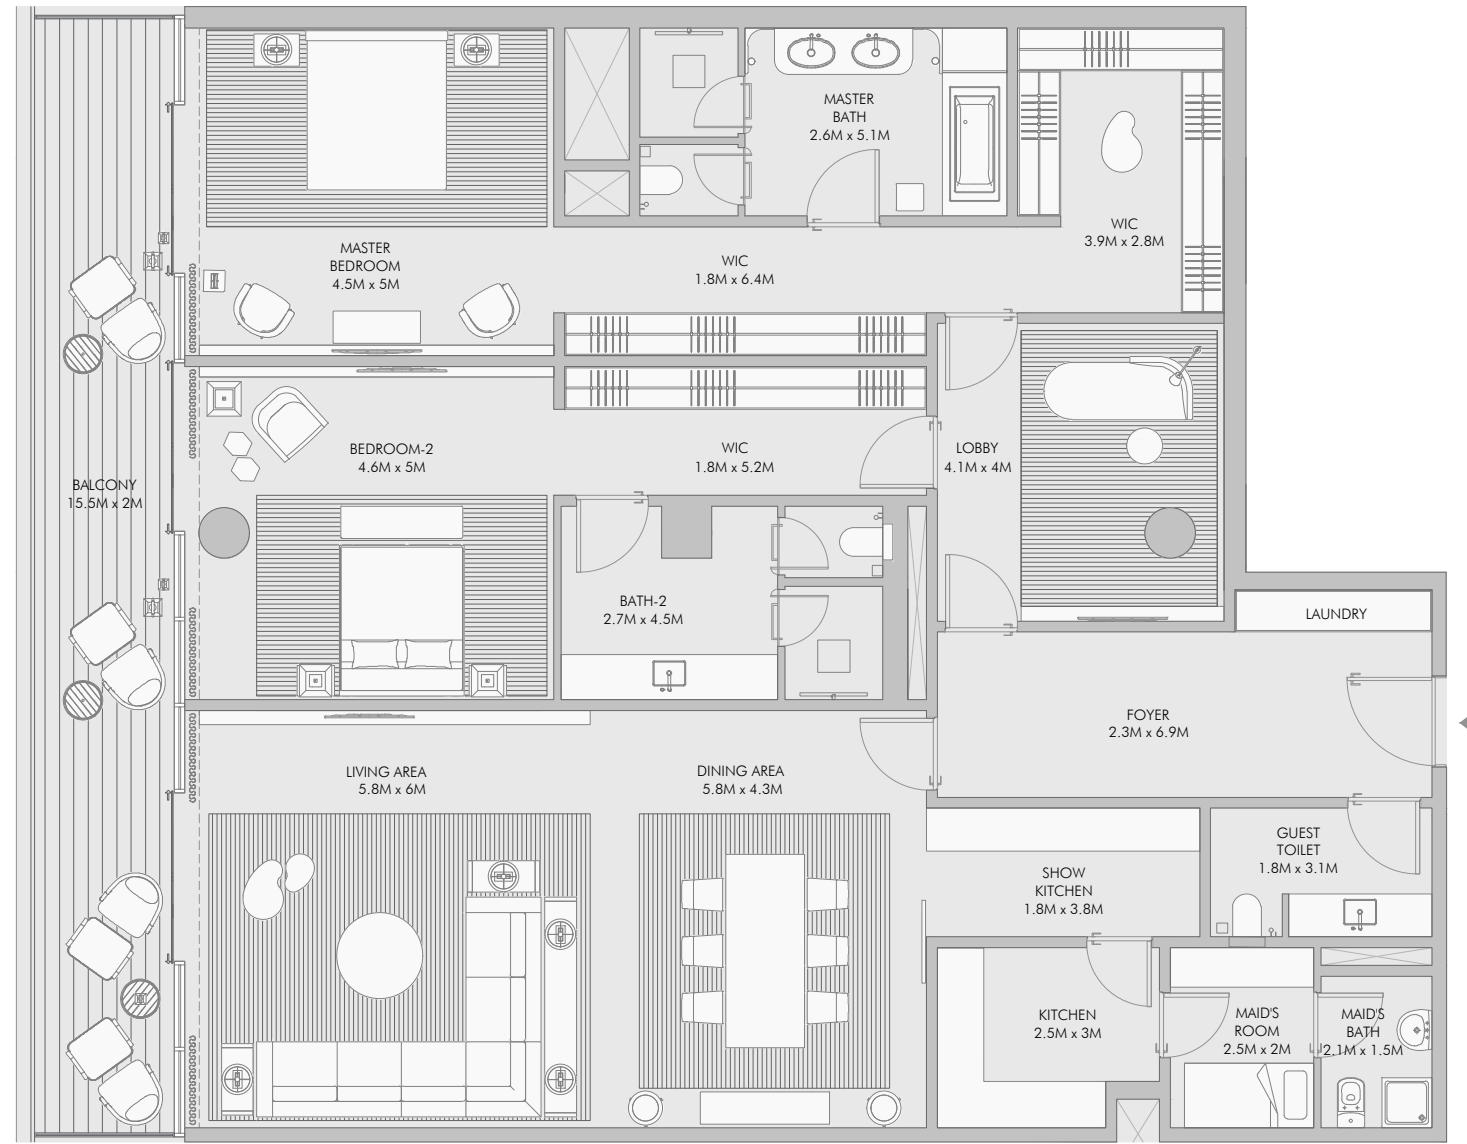 MASTER
BATH
2.6M x 5.1M
WIC
3.9M x 2.8M
MASTER
BEDROOM
4.5M x 5M
WIC
1.8M x 6.4M
BEDROOM-2
4.6M x 5M
WIC
1.8M x 5.2M
LOBBY
4.1M x 4M
BALCONY
15.5M x 2M
BATH-2
2.7M x 4.5M
LAUNDRY
FOYER
2.3M x 6.9M
LIVING AREA
5.8M x 6M
DINING AREA
5.8M x 4.3M
GUEST
TOILET
1.8M x 3.1M
SHOW
KITCHEN
1.8M x 3.8M
KITCHEN
2.5M x 3M
MAID'S
ROOM
2.5M x 2M
MAID'S
BATH
2.1M x 1.5M